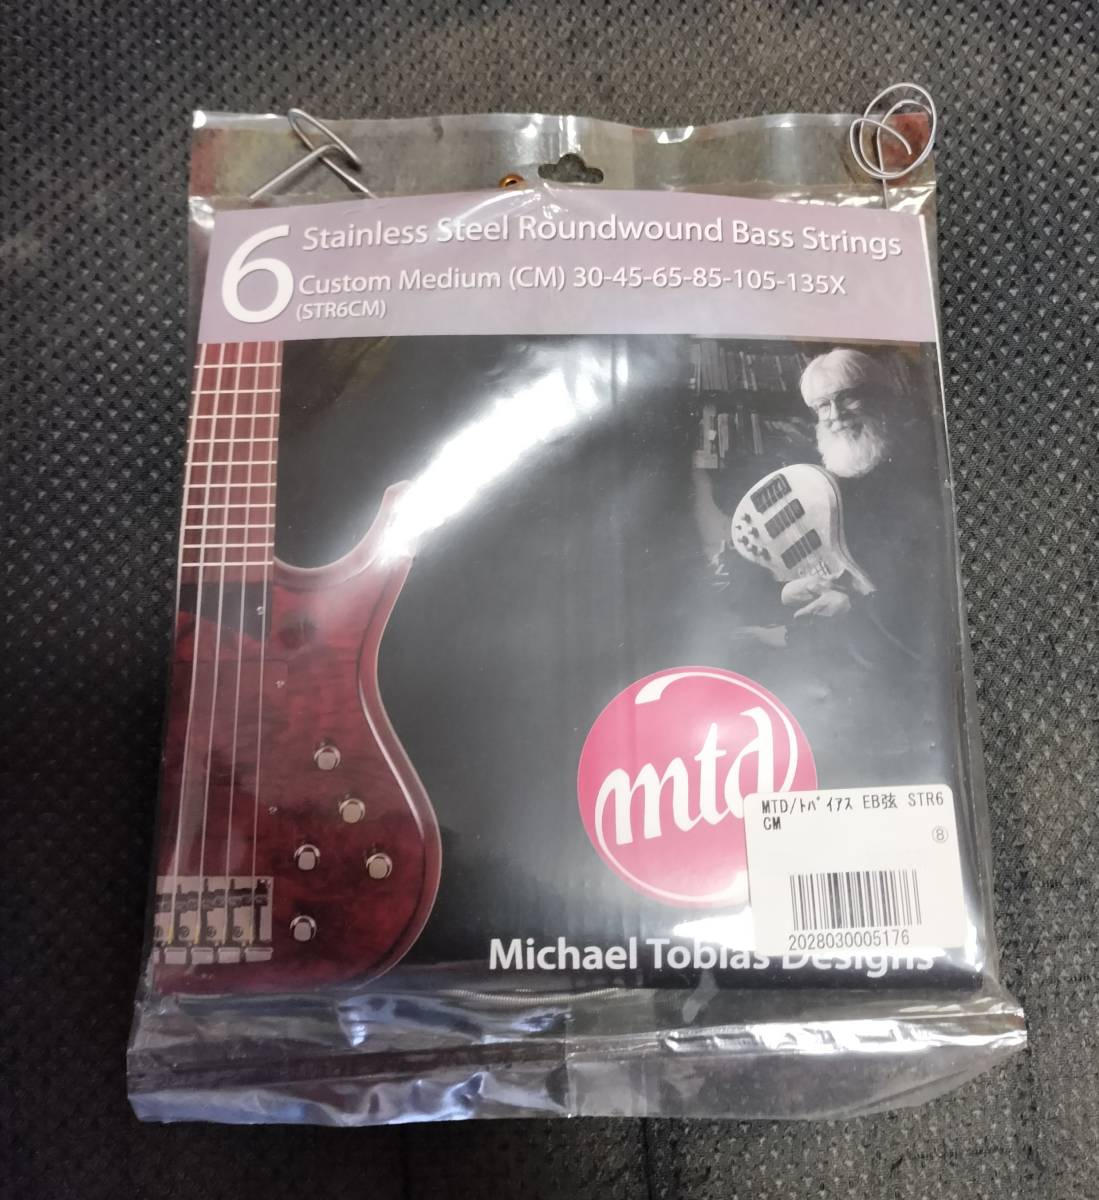 6
Stainless Steel Roundwound Bass Strings
Custom Medium (CM) 30-45-65-85-105-135X
(STR6CM)
mtd
MTD/ﾄﾊﾞｲｱｽ EB弦 STR6
CM
⑧
2028030005176
Michael Tobias Designs